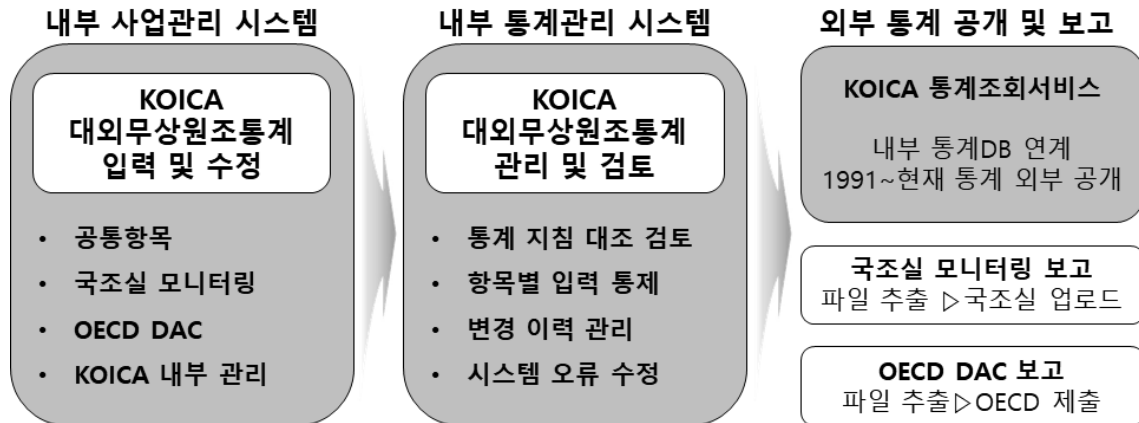 내부 사업관리 시스템
KOICA
대외무상원조통계
입력 및 수정
• 공통항목
• 국조실 모니터링
• OECD DAC
• KOICA 내부 관리
내부 통계관리 시스템
KOICA
대외무상원조통계
관리 및 검토
• 통계 지침 대조 검토
• 항목별 입력 통제
• 변경 이력 관리
• 시스템 오류 수정
외부 통계 공개 및 보고
KOICA 통계조회서비스
내부 통계DB 연계
1991~현재 통계 외부 공개
국조실 모니터링 보고
파일 추출 ▷국조실 업로드
OECD DAC 보고
파일 추출▷OECD 제출